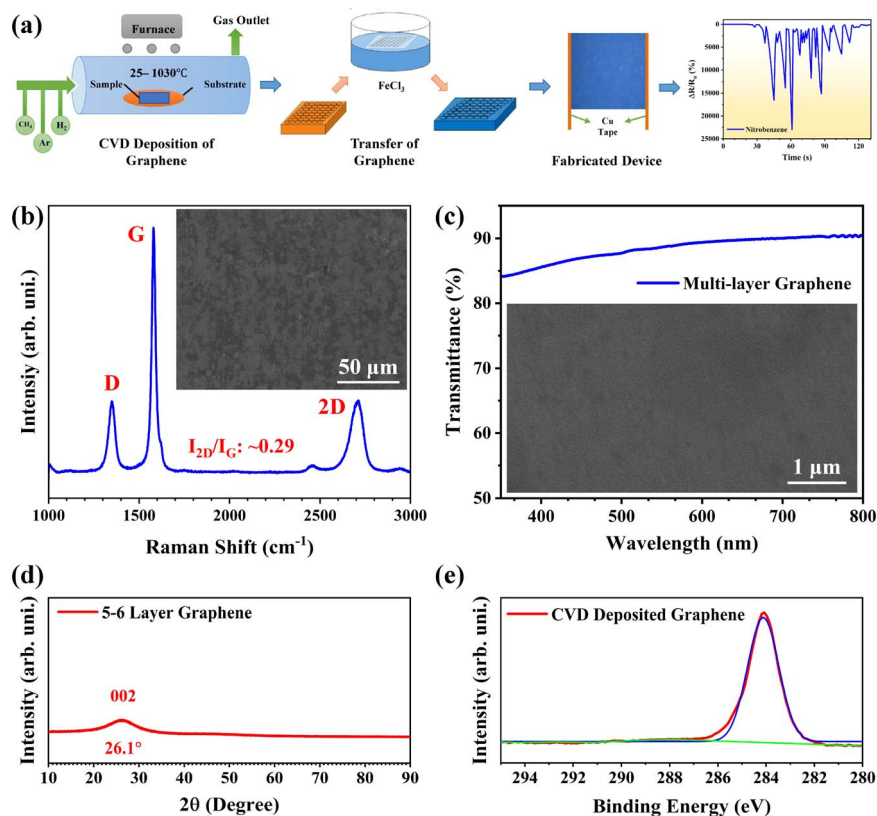 (a)
Furnace
Gas Outlet
25– 1030°C
Sample
Substrate
CH4
Ar
H2
CVD Deposition of
Graphene
FeCl3
Transfer of
Graphene
Cu
Tape
Fabricated Device
ΔR/R0
(%)
0
5000
10000
15000
20000
25000
Nitrobenzene
0 30 60 90 120
Time (s)
(b)
Intensiy (arb. uni.)
G
D
2D
50 µm
I2D/IG: ~0.29
1000 1500 2000 2500 3000
Raman Shift (cm-1)
(c)
Transmittance (%)
90
80
70
60
50
Multi-layer Graphene
1 µm
400 500 600 700 800
Wavelength (nm)
(d)
Intensity (arb. uni.)
5-6 Layer Graphene
002
26.1°
10 20 30 40 50 60 70 80 90
2θ (Degree)
(e)
Intensity (arb. uni.)
CVD Deposited Graphene
294 292 290 288 286 284 282 280
Binding Energy (eV)